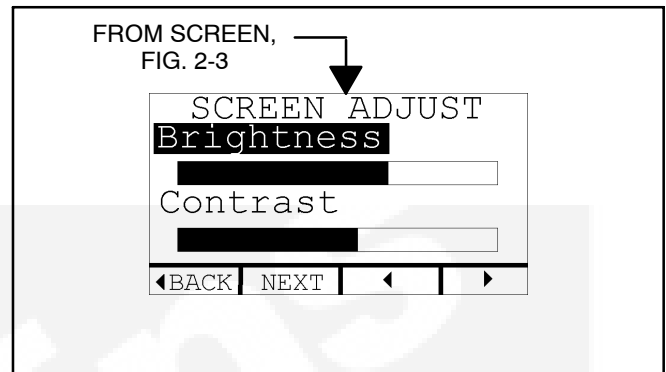 FROM SCREEN,
FIG. 2-3
SCREEN ADJUST
Brightness
Contrast
◀BACK NEXT ◀ ▶